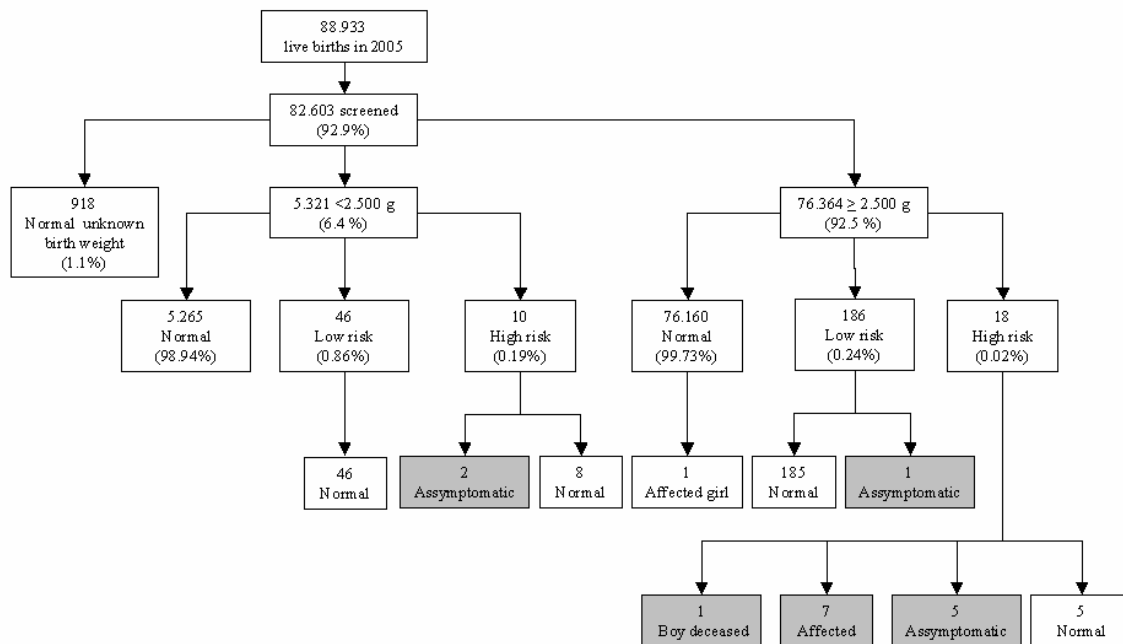 88.933
live births in 2005
82.603 screened
(92.9%)
918
Normal unknown
birth weight
(1.1%)
5.321 <2.500 g
(6.4 %)
76.364 ≥ 2.500 g
(92.5 %)
5.265
Normal
(98.94%)
46
Low risk
(0.86%)
10
High risk
(0.19%)
76.160
Normal
(99.73%)
186
Low risk
(0.24%)
18
High risk
(0.02%)
46
Normal
2
Assymptomatic
8
Normal
1
Affected girl
185
Normal
1
Assymptomatic
1
Boy deceased
7
Affected
5
Assymptomatic
5
Normal